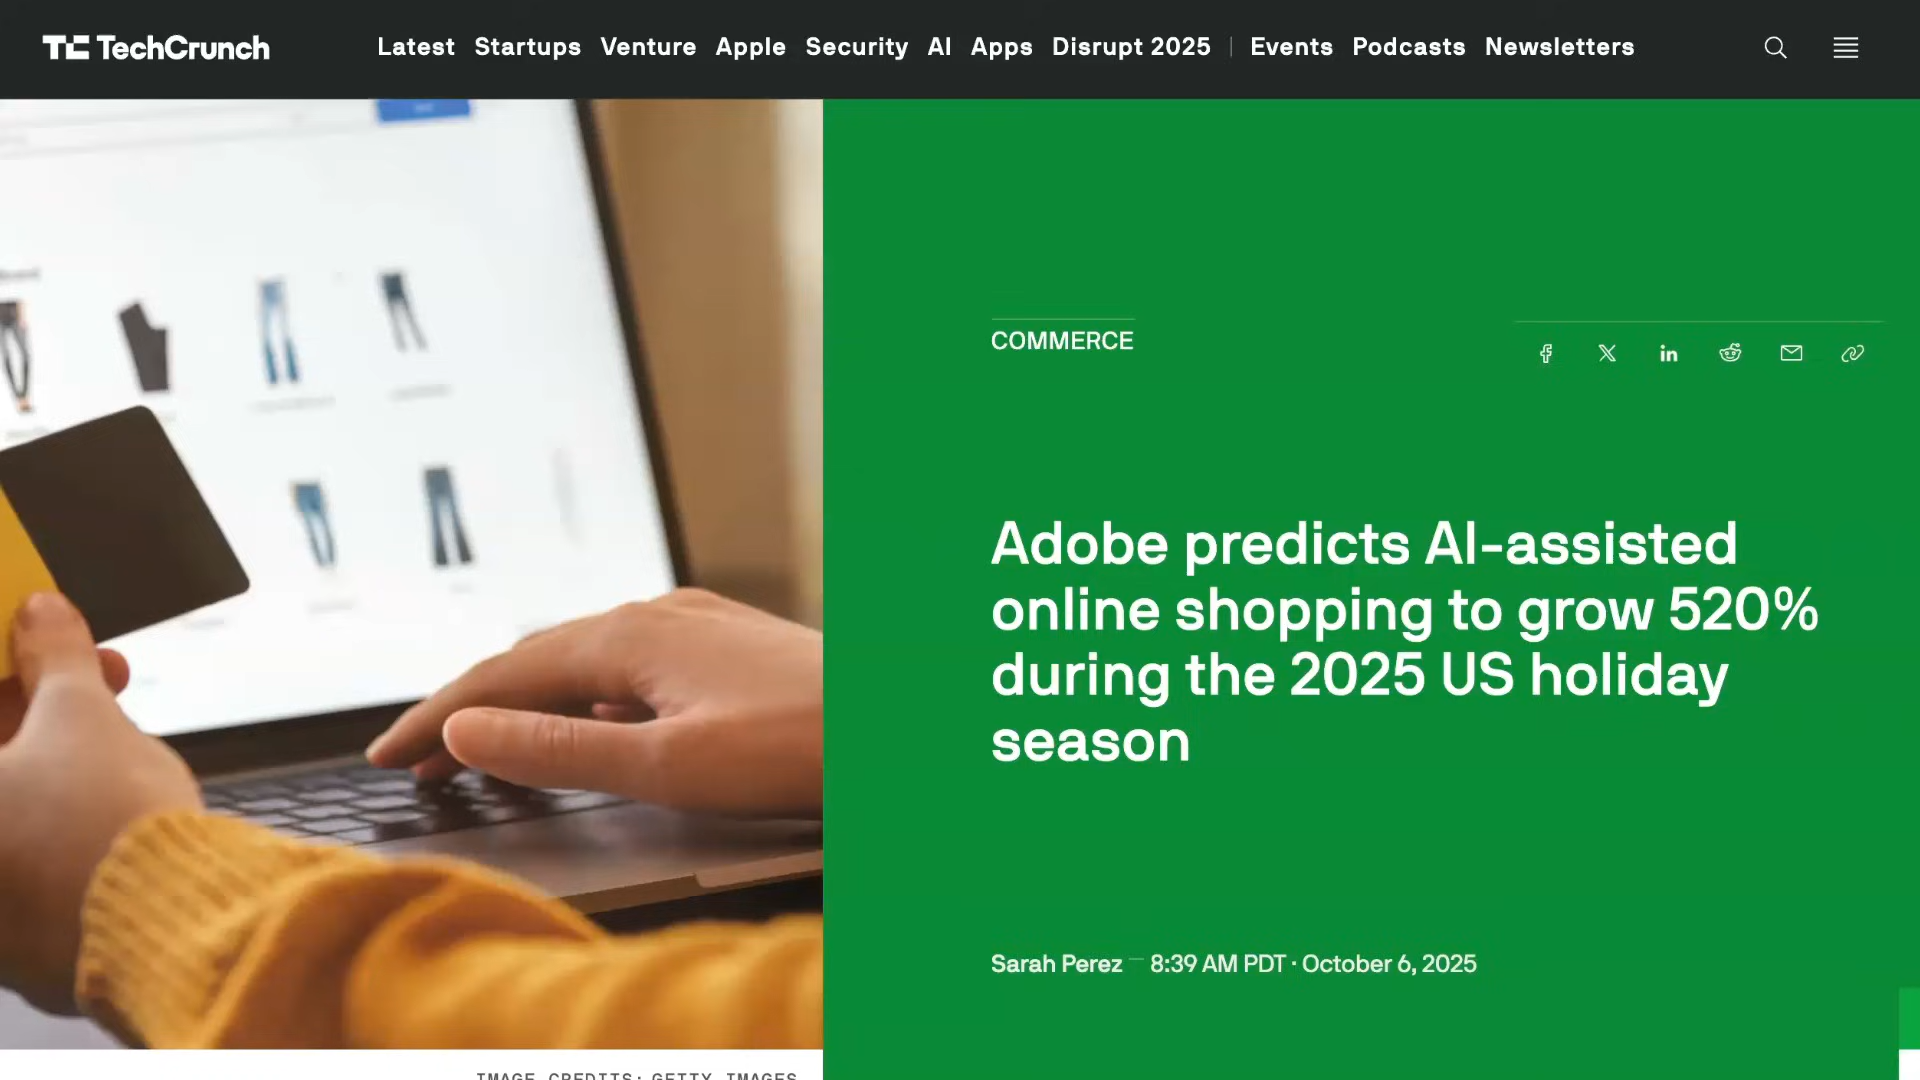 TechCrunch
Latest Startups Venture Apple Security AI Apps Disrupt 2025 | Events Podcasts Newsletters
COMMERCE
Adobe predicts AI-assisted
online shopping to grow 520%
during the 2025 US holiday
season
Sarah Perez — 8:39 AM PDT · October 6, 2025
IMAGE CREDITS: GETTY IMAGES